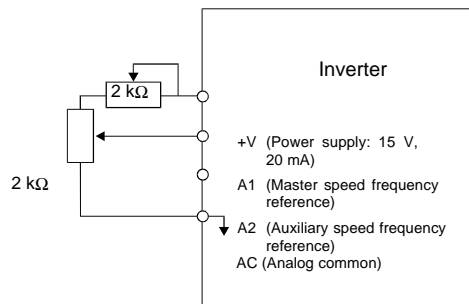 2 kΩ
Inverter
+V (Power supply: 15 V,
20 mA)
A1 (Master speed frequency
reference)
2 kΩ
A2 (Auxiliary speed frequency
reference)
AC (Analog common)